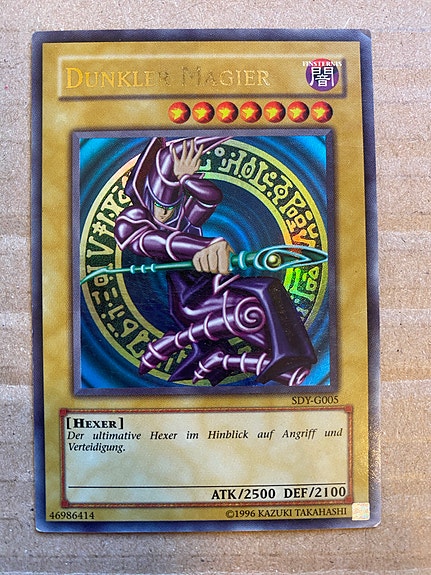 DUNKLER MAGIER
FINSTERNIS
闇
SDY-G005
[HEXER]
Der ultimative Hexer im Hinblick auf Angriff und
Verteidigung.
ATK/2500 DEF/2100
46986414
©1996 KAZUKI TAKAHASHI